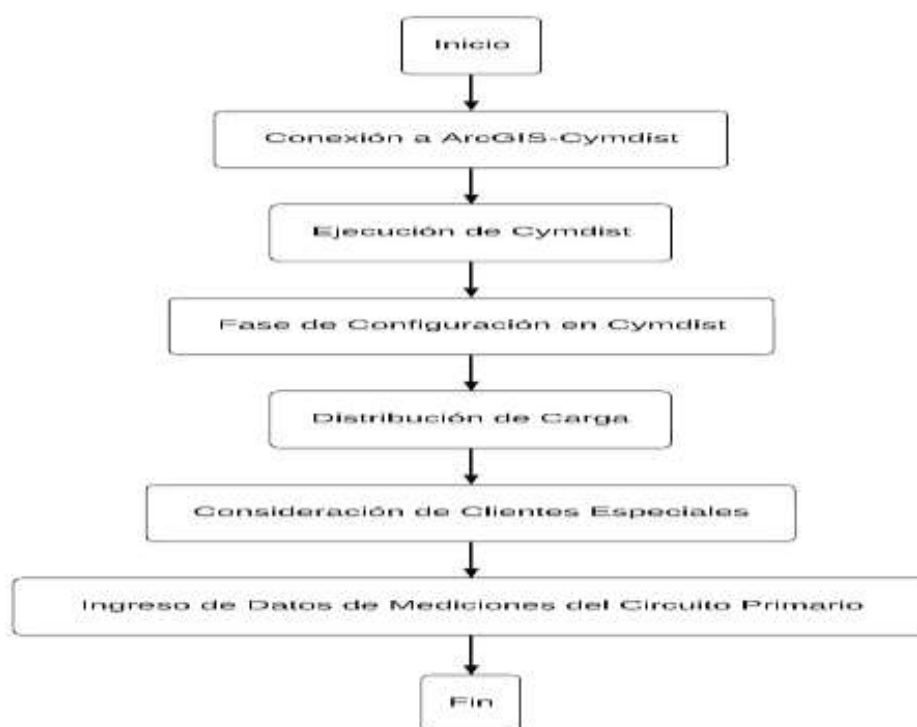 Inicio
Conexión a ArcGIS-Cymdist
Ejecución de Cymdist
Fase de Configuración en Cymdist
Distribución de Carga
Consideración de Clientes Especiales
Ingreso de Datos de Mediciones del Circuito Primario
Fin